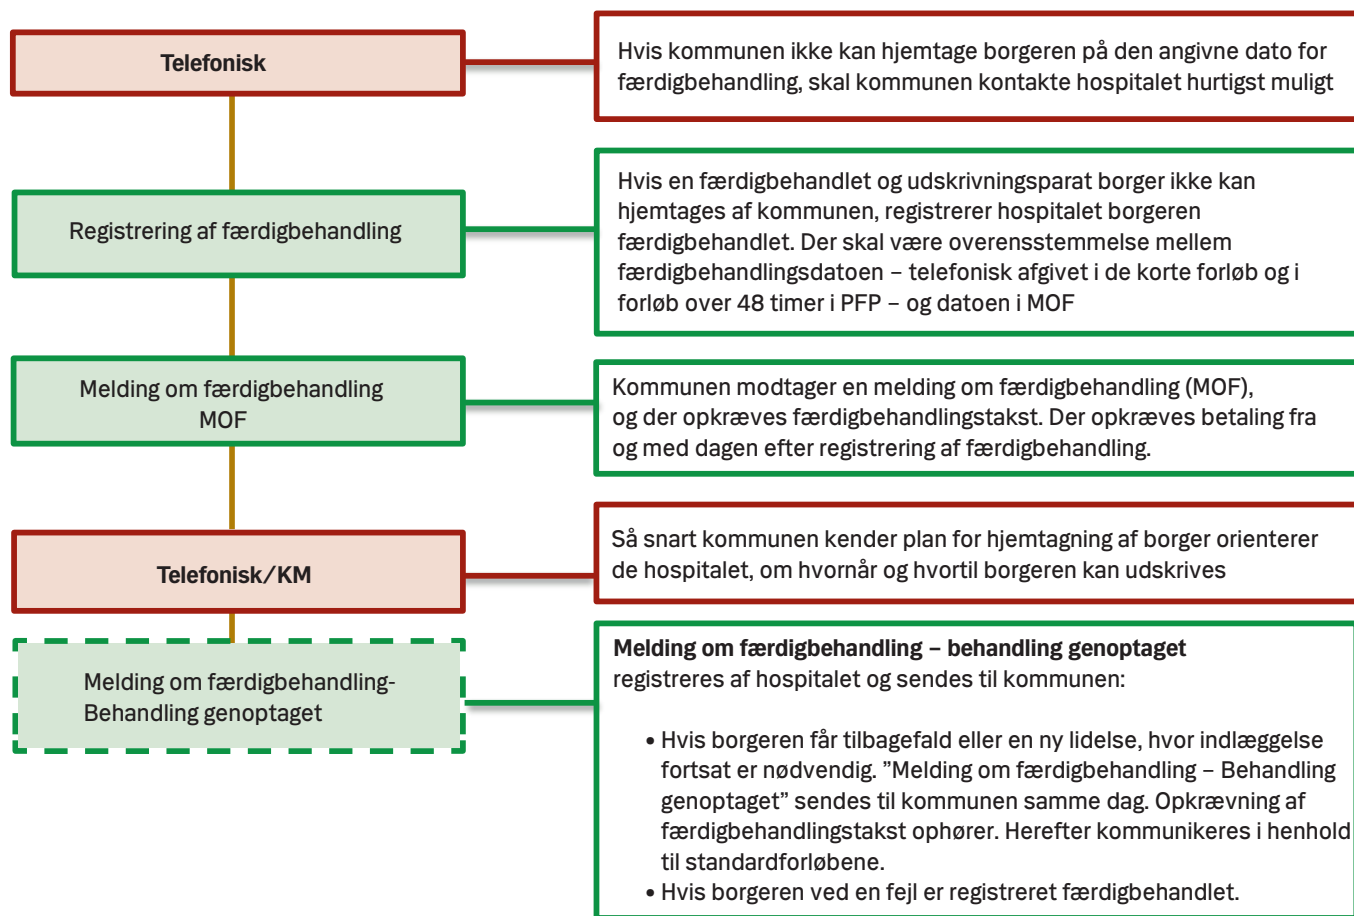 Telefonisk
Hvis kommunen ikke kan hjemtage borgeren på den angivne dato for
færdigbehandling, skal kommunen kontakte hospitalet hurtigst muligt
Registrering af færdigbehandling
Hvis en færdigbehandlet og udskrivningsparat borger ikke kan
hjemtages af kommunen, registrerer hospitalet borgeren
færdigbehandlet. Der skal være overensstemmelse mellem
færdigbehandlingsdatoen – telefonisk afgivet i de korte forløb og i
forløb over 48 timer i PFP – og datoen i MOF
Melding om færdigbehandling
MOF
Kommunen modtager en melding om færdigbehandling (MOF),
og der opkræves færdigbehandlingstakst. Der opkræves betaling fra
og med dagen efter registrering af færdigbehandling.
Telefonisk/KM
Så snart kommunen kender plan for hjemtagning af borger orienterer
de hospitalet, om hvornår og hvortil borgeren kan udskrives
Melding om færdigbehandling-
Behandling genoptaget
Melding om færdigbehandling – behandling genoptaget
registreres af hospitalet og sendes til kommunen:
• Hvis borgeren får tilbagefald eller en ny lidelse, hvor indlæggelse
fortsat er nødvendig. ”Melding om færdigbehandling – Behandling
genoptaget” sendes til kommunen samme dag. Opkrævning af
færdigbehandlingstakst ophører. Herefter kommunikeres i henhold
til standardforløbene.
• Hvis borgeren ved en fejl er registreret færdigbehandlet.